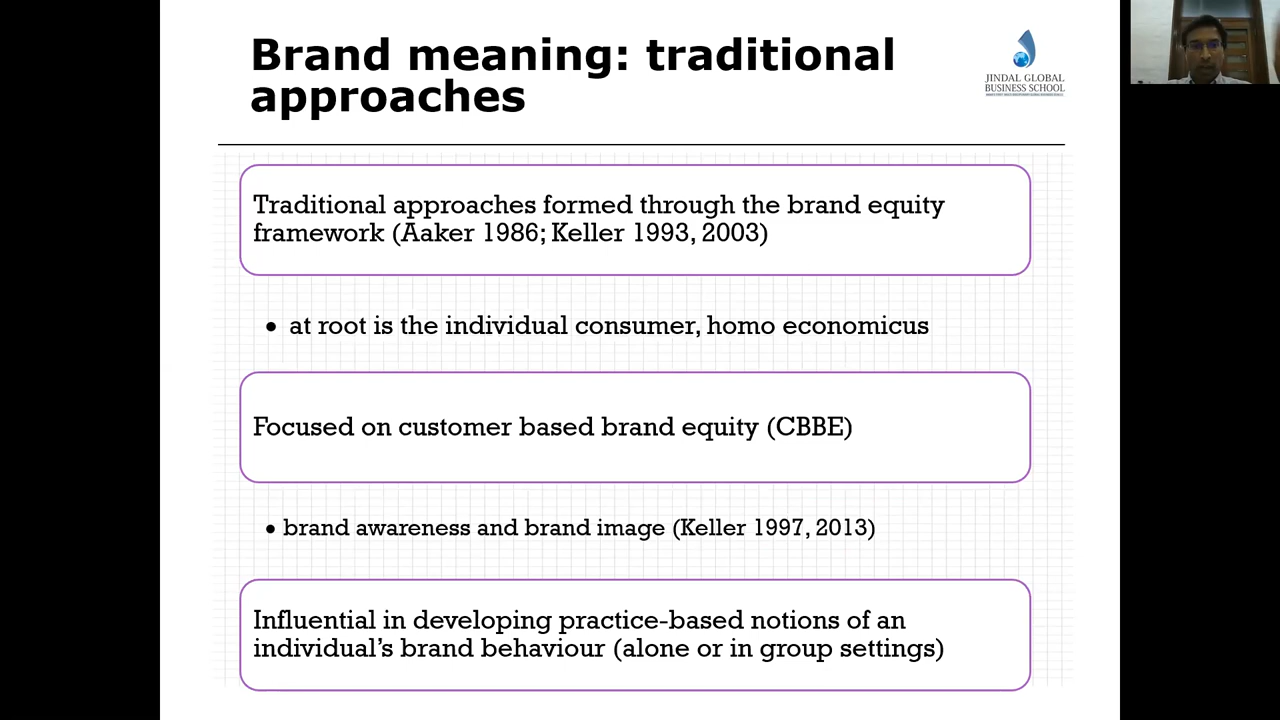 Brand meaning: traditional
approaches
JINDAL GLOBAL
BUSINESS SCHOOL
Traditional approaches formed through the brand equity
framework (Aaker 1986; Keller 1993, 2003)
• at root is the individual consumer, homo economicus
Focused on customer based brand equity (CBBE)
• brand awareness and brand image (Keller 1997, 2013)
Influential in developing practice-based notions of an
individual's brand behaviour (alone or in group settings)